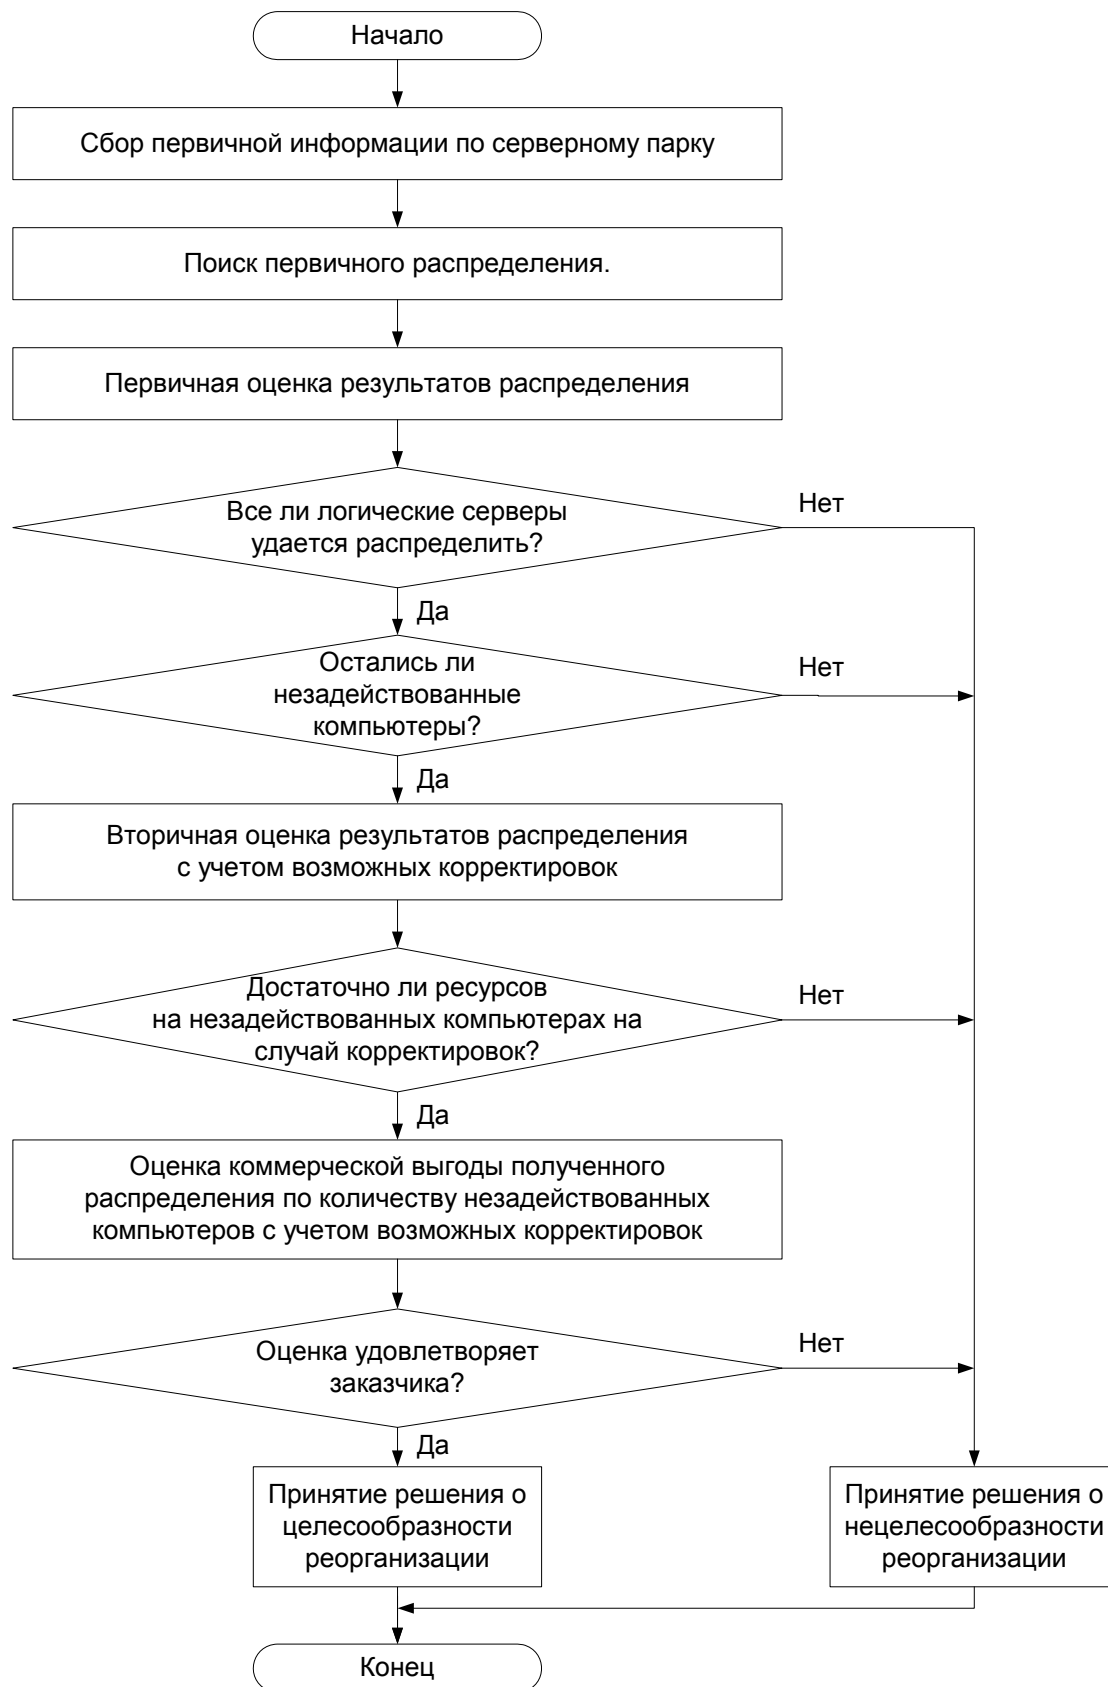 Начало
Сбор первичной информации по серверному парку
Поиск первичного распределения.
Первичная оценка результатов распределения
Все ли логические серверы
удается распределить?
Нет
Да
Остались ли
незадействованные
компьютеры?
Нет
Да
Вторичная оценка результатов распределения
с учетом возможных корректировок
Достаточно ли ресурсов
на незадействованных компьютерах на
случай корректировок?
Нет
Да
Оценка коммерческой выгоды полученного
распределения по количеству незадействованных
компьютеров с учетом возможных корректировок
Оценка удовлетворяет
заказчика?
Нет
Да
Принятие решения о
целесообразности
реорганизации
Принятие решения о
нецелесообразности
реорганизации
Конец